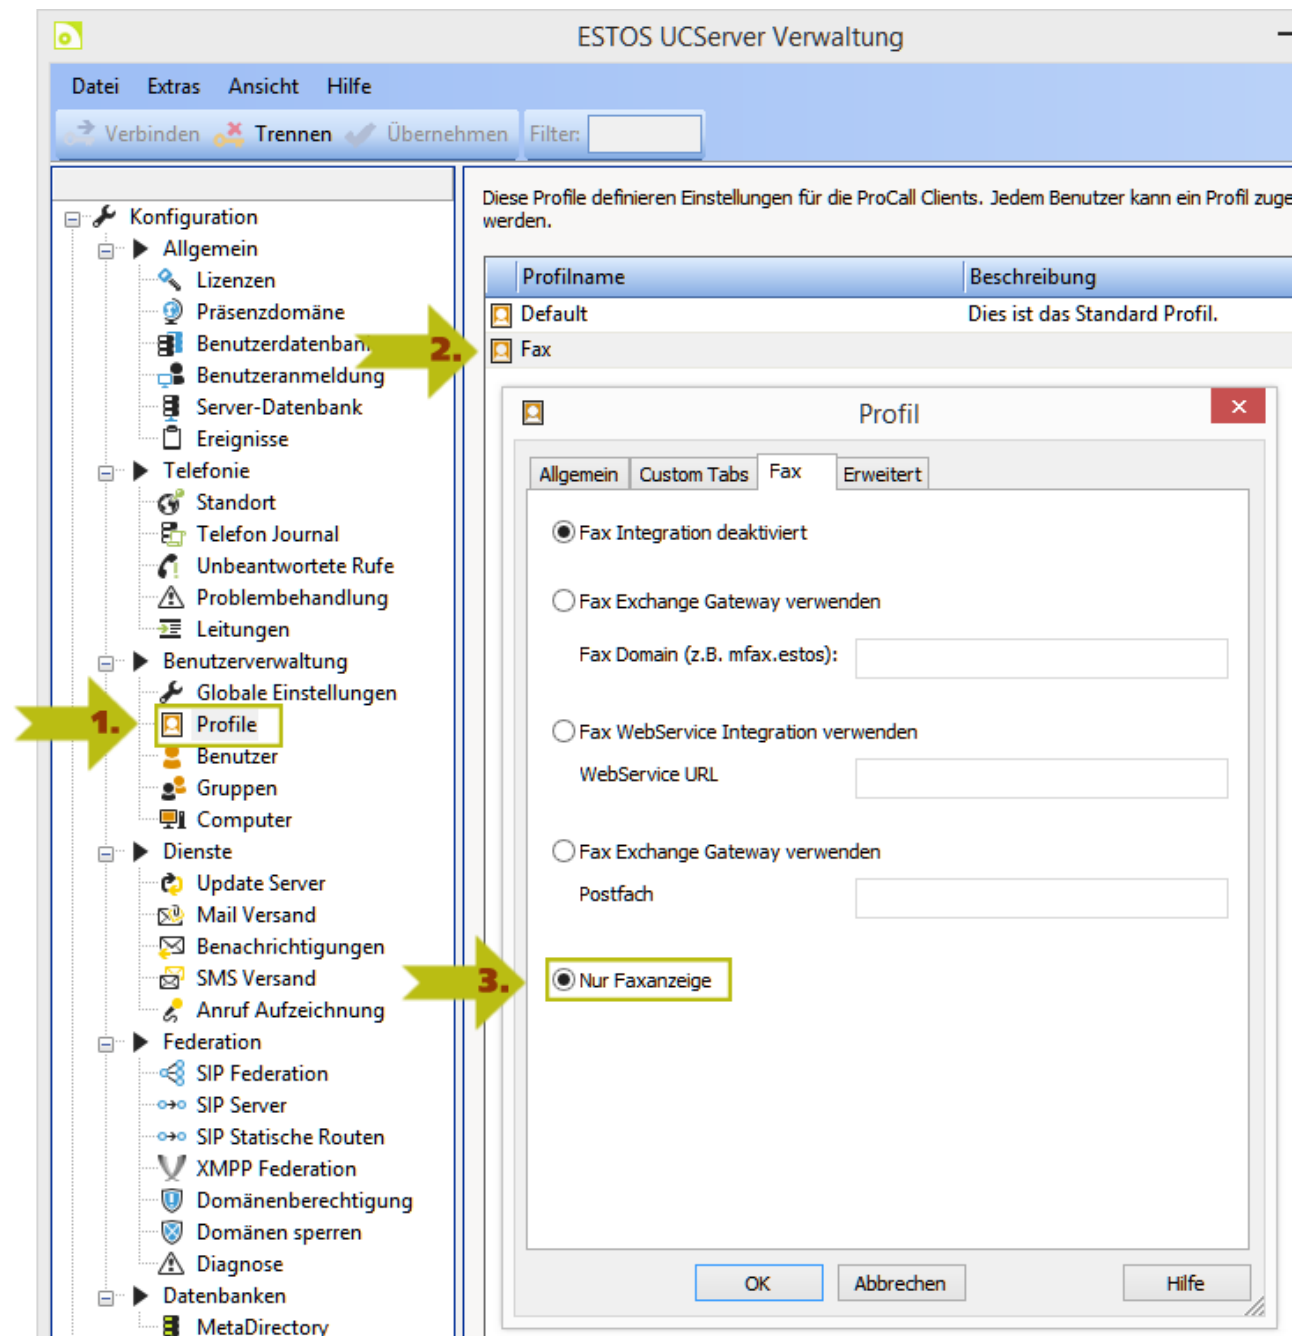 ESTOS UCServer Verwaltung
Datei Extras Ansicht Hilfe
Verbinden Trennen Übernehmen Filter:
Konfiguration
Allgemein
Lizenzen
Präsenzdomäne
Benutzerdatenban
Benutzeranmeldung
Server-Datenbank
Ereignisse
Telefonie
Standort
Telefon Journal
Unbeantwortete Rufe
Problembehandlung
Leitungen
Benutzerverwaltung
Globale Einstellungen
1. Profile
Benutzer
Gruppen
Computer
Dienste
Update Server
Mail Versand
Benachrichtigungen
SMS Versand
Anruf Aufzeichnung
Federation
SIP Federation
SIP Server
SIP Statische Routen
XMPP Federation
Domänenberechtigung
Domänen sperren
Diagnose
Datenbanken
MetaDirectory
Diese Profile definieren Einstellungen für die ProCall Clients. Jedem Benutzer kann ein Profil zuge
werden.
Profilname Beschreibung
Default Dies ist das Standard Profil.
2. Fax
Profil
Allgemein Custom Tabs Fax Erweitert
Fax Integration deaktiviert
Fax Exchange Gateway verwenden
Fax Domain (z.B. mfax.estos):
Fax WebService Integration verwenden
WebService URL
Fax Exchange Gateway verwenden
Postfach
3. Nur Faxanzeige
OK Abbrechen Hilfe